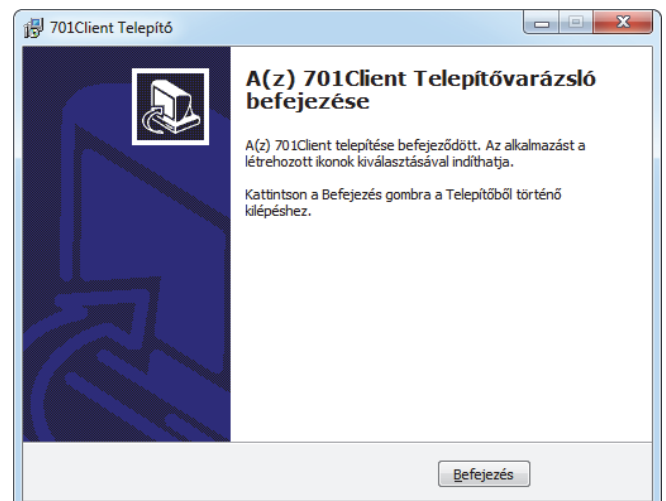 701Client Telepítő
A(z) 701Client Telepítővarázsló
befejezése
A(z) 701Client telepítése befejeződött. Az alkalmazást a
létrehozott ikonok kiválasztásával indíthatja.
Kattintson a Befejezés gombra a Telepítőből történő
kilépéshez.
Befejezés